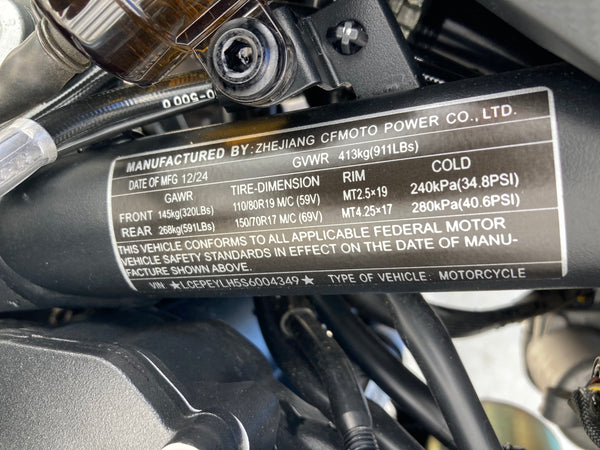 0-500.0
MANUFACTURED BY: ZHEJIANG CFMOTO POWER CO., LTD.
DATE OF MFG 12/24 GVWR 413kg(911LBs)
GAWR TIRE-DIMENSION RIM COLD
FRONT 145kg(320LBs) 110/80R19 M/C (59V) MT2.5×19 240kPa(34.8PSI)
REAR 268kg(591LBs) 150/70R17 M/C (69V) MT4.25×17 280kPa(40.6PSI)
THIS VEHICLE CONFORMS TO ALL APPLICABLE FEDERAL MOTOR
VEHICLE SAFETY STANDARDS IN EFFECT ON THE DATE OF MANU-
FACTURE SHOWN ABOVE.
VIN ★LCEPEYLH5S6004349★ TYPE OF VEHICLE: MOTORCYCLE